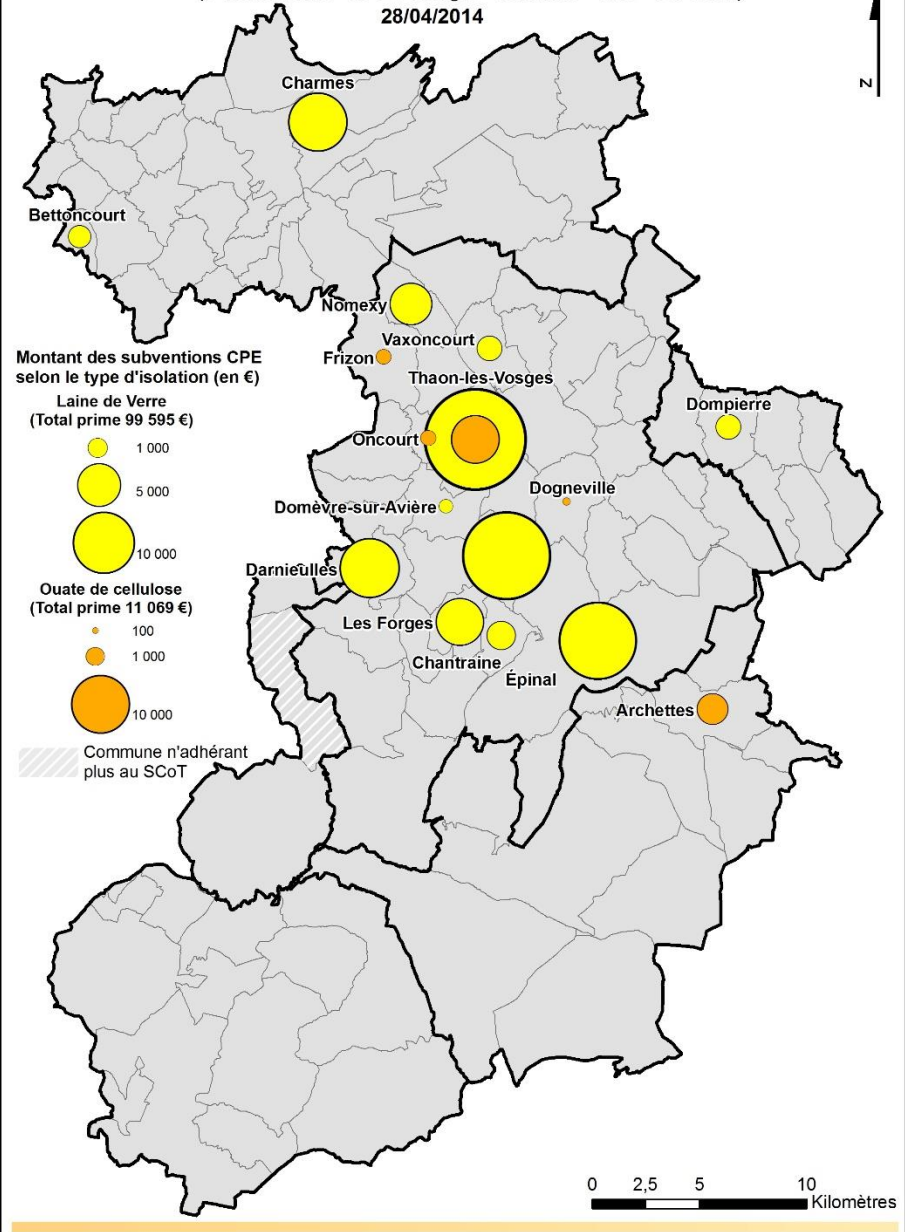 28/04/2014
N
Charmes
Bettoncourt
Nomexy
Vaxoncourt
Frizon
Thaon-les-Vosges
Dompierre
Oncourt
Dogneville
Domèvre-sur-Avière
Darnieulles
Les Forges
Chantraine
Épinal
Archettes
Montant des subventions CPE
selon le type d'isolation (en €)
Laine de Verre
(Total prime 99 595 €)
1 000
5 000
10 000
Ouate de cellulose
(Total prime 11 069 €)
100
1 000
10 000
Commune n'adhérant
plus au SCoT
0 2,5 5 10
Kilomètres